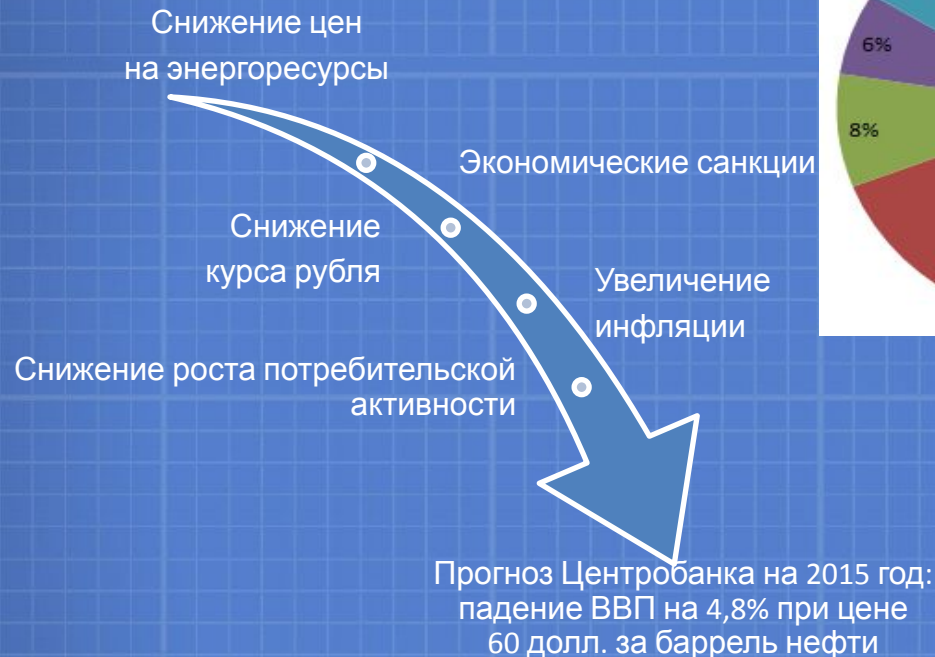 Снижение цен
на энергоресурсы
6%
8%
Экономические санкции
Снижение
курса рубля
Увеличение
инфляции
Снижение роста потребительской
активности
Прогноз Центробанка на 2015 год:
падение ВВП на 4,8% при цене
60 долл. за баррель нефти